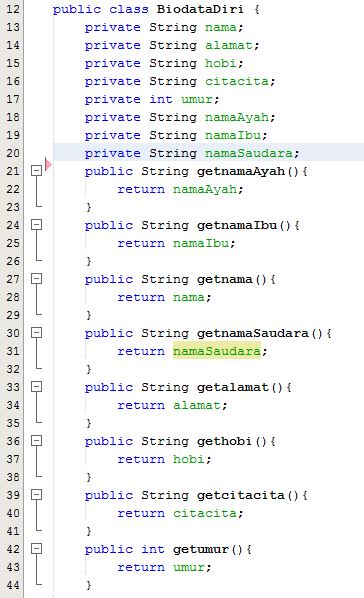 12 public class BiodataDiri {
13 private String nama;
14 private String alamat;
15 private String hobi;
16 private String citacita;
17 private int umur;
18 private String namaAyah;
19 private String namaIbu;
20 private String namaSaudara;
21 public String getnamaAyah(){
22 return namaAyah;
23 }
24 public String getnamaIbu(){
25 return namaIbu;
26 }
27 public String getnama(){
28 return nama;
29 }
30 public String getnamaSaudara(){
31 return namaSaudara;
32 }
33 public String getalamat(){
34 return alamat;
35 }
36 public String gethobi(){
37 return hobi;
38 }
39 public String getcitacita(){
40 return citacita;
41 }
42 public int getumur(){
43 return umur;
44 }